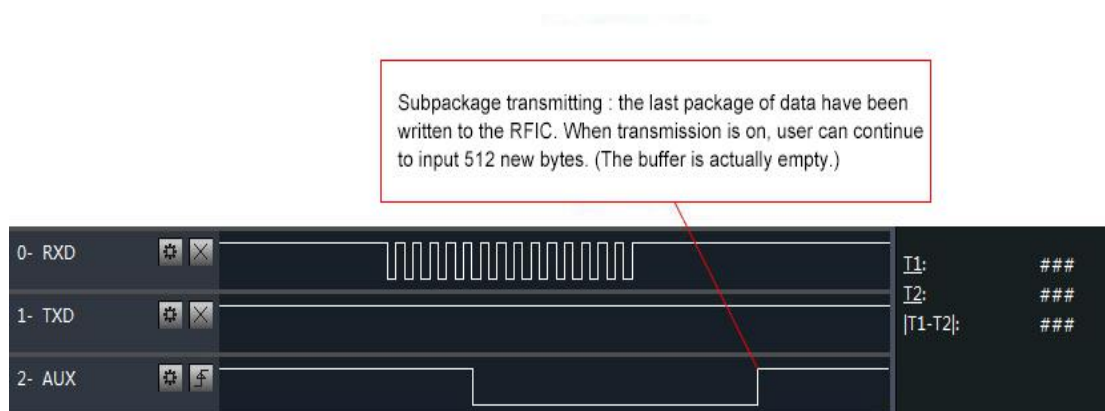 Subpackage transmitting : the last package of data have been
written to the RFIC. When transmission is on, user can continue
to input 512 new bytes. (The buffer is actually empty.)
0- RXD
1- TXD
2- AUX
T1: ###
T2: ###
|T1-T2|: ###